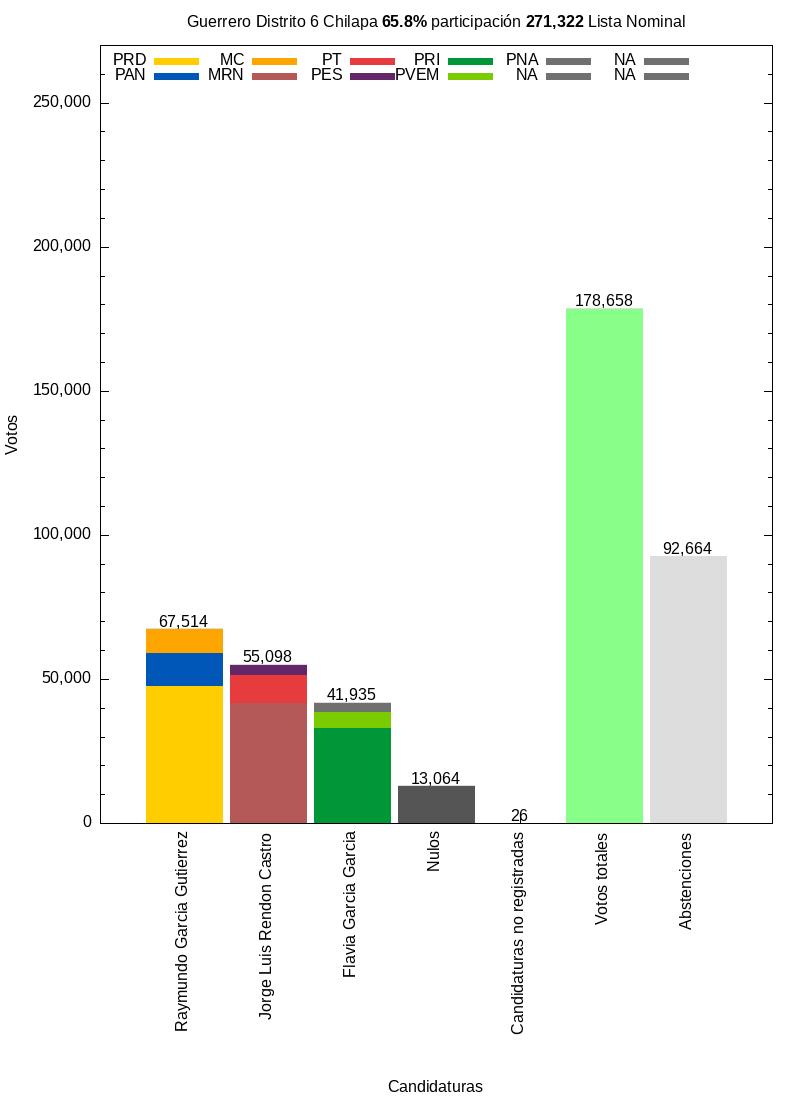 Guerrero Distrito 6 Chilapa 65.8% participación 271,322 Lista Nominal
PRD MC PT PRI PNA NA
PAN MRN PES PVEM NA NA
250,000
200,000
178,658
150,000
Votos
100,000
92,664
67,514
55,098
50,000
41,935
13,064
26
0
Raymundo Garcia Gutierrez
Jorge Luis Rendon Castro
Flavia Garcia Garcia
Nulos
Candidaturas no registradas
Votos totales
Abstenciones
Candidaturas